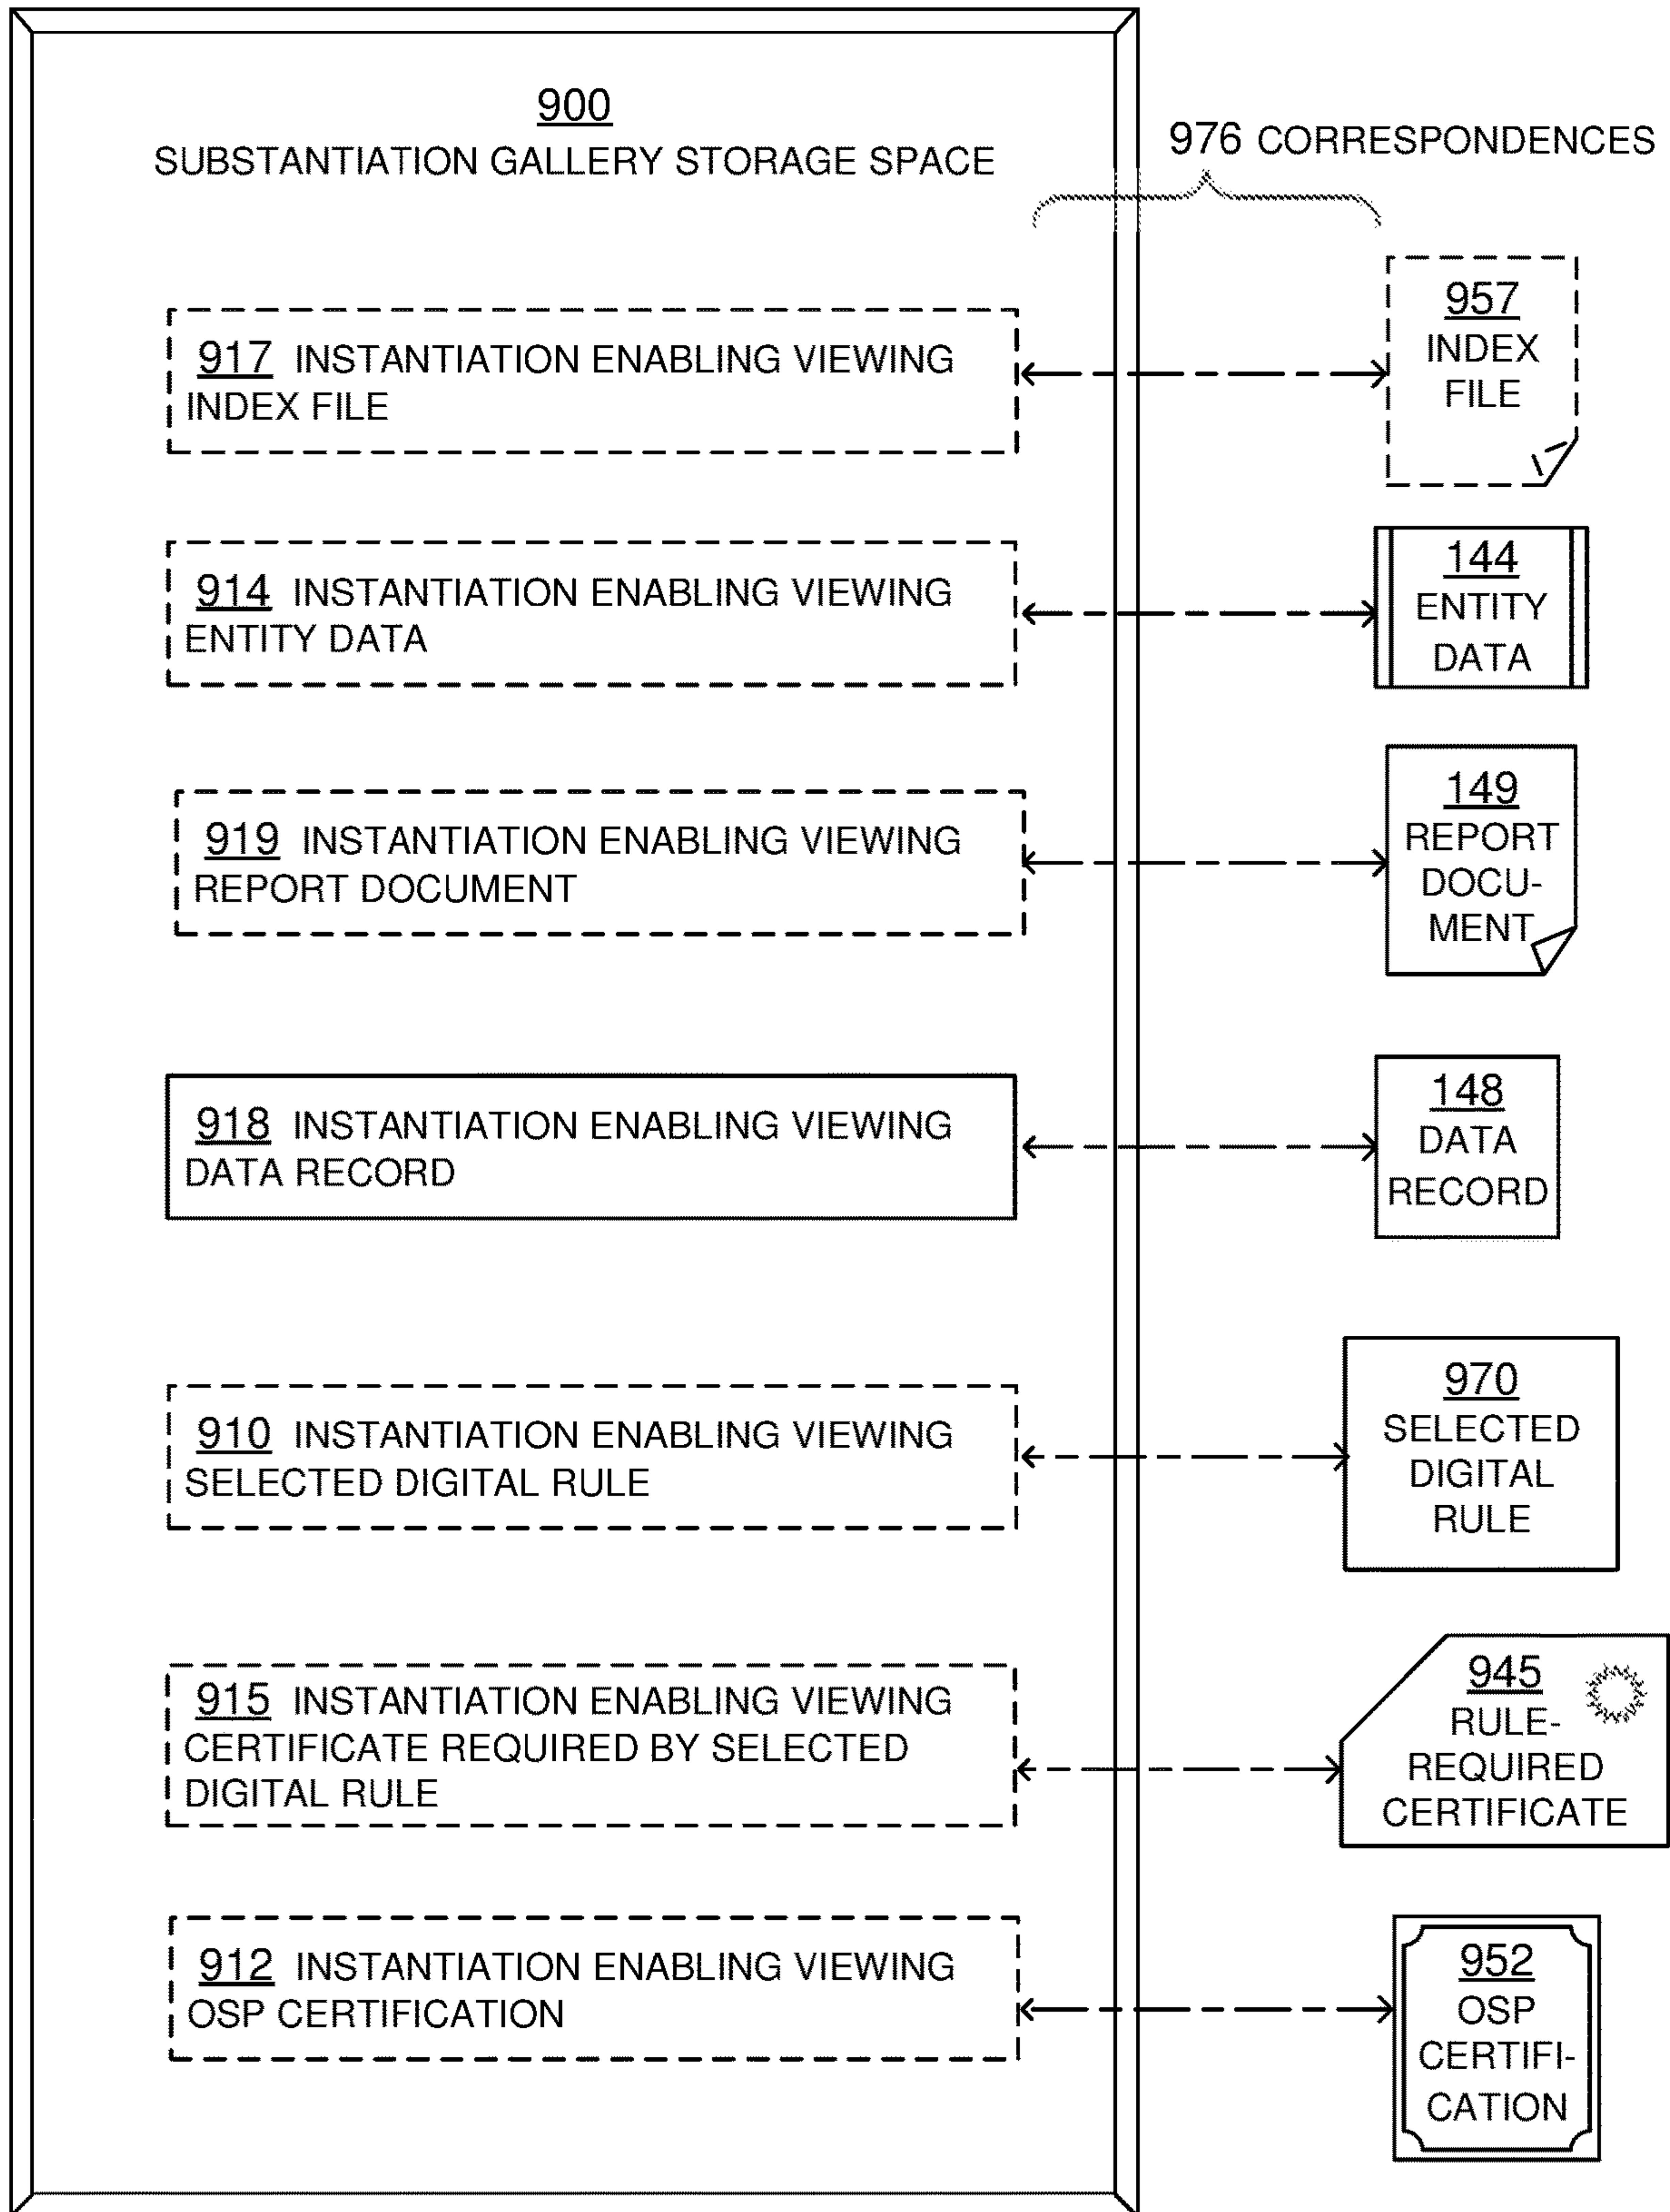 900
SUBSTANTIATION GALLERY STORAGE SPACE
976 CORRESPONDENCES
917 INSTANTIATION ENABLING VIEWING
INDEX FILE
957
INDEX
FILE
914 INSTANTIATION ENABLING VIEWING
ENTITY DATA
144
ENTITY
DATA
919 INSTANTIATION ENABLING VIEWING
REPORT DOCUMENT
149
REPORT
DOCU-
MENT
918 INSTANTIATION ENABLING VIEWING
DATA RECORD
148
DATA
RECORD
910 INSTANTIATION ENABLING VIEWING
SELECTED DIGITAL RULE
970
SELECTED
DIGITAL
RULE
915 INSTANTIATION ENABLING VIEWING
CERTIFICATE REQUIRED BY SELECTED
DIGITAL RULE
945
RULE-
REQUIRED
CERTIFICATE
912 INSTANTIATION ENABLING VIEWING
OSP CERTIFICATION
952
OSP
CERTIFI-
CATION